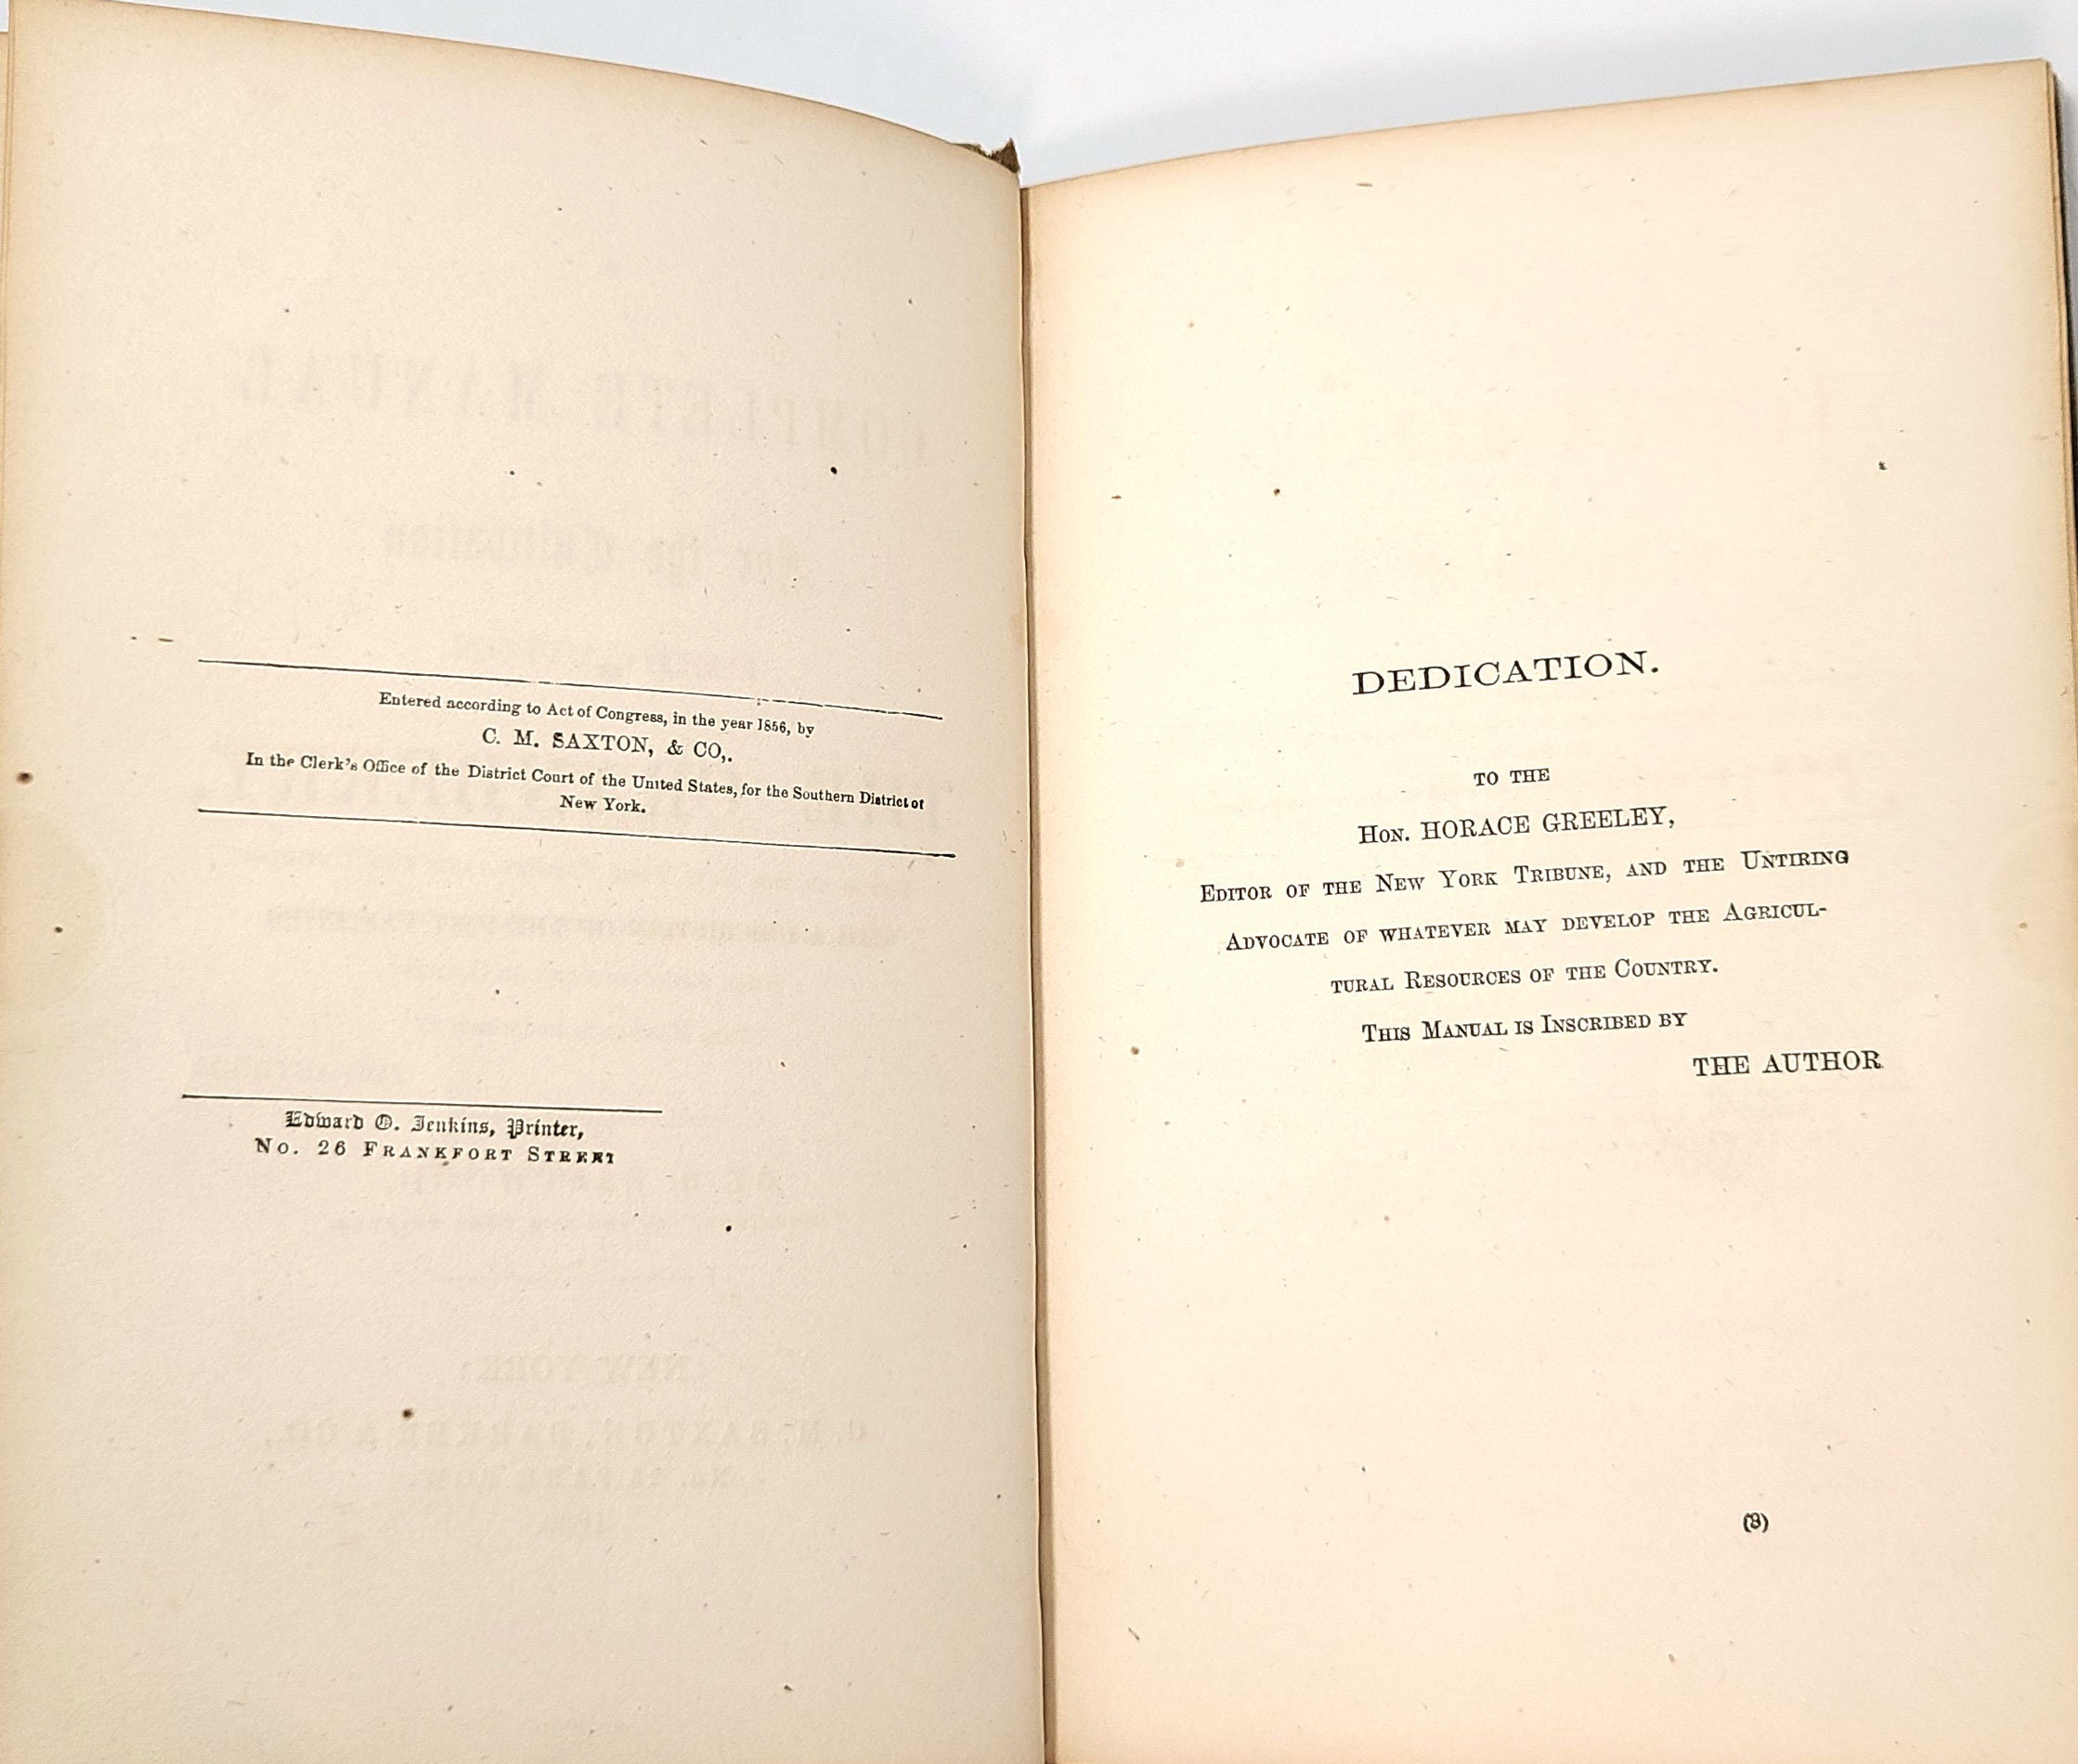 Entered according to Act of Congress, in the year 1856, by
C. M. SAXTON, & CO,.
In the Clerk's Office of the District Court of the United States, for the Southern District of
New York.
Edward O. Jenkins, Printer,
No. 26 FRANKFORT STREET
DEDICATION.
TO THE
HON. HORACE GREELEY,
EDITOR OF THE NEW YORK TRIBUNE, AND THE UNTIRING
ADVOCATE OF WHATEVER MAY DEVELOP THE AGRICUL-
TURAL RESOURCES OF THE COUNTRY.
THIS MANUAL IS INSCRIBED BY
THE AUTHOR
(3)